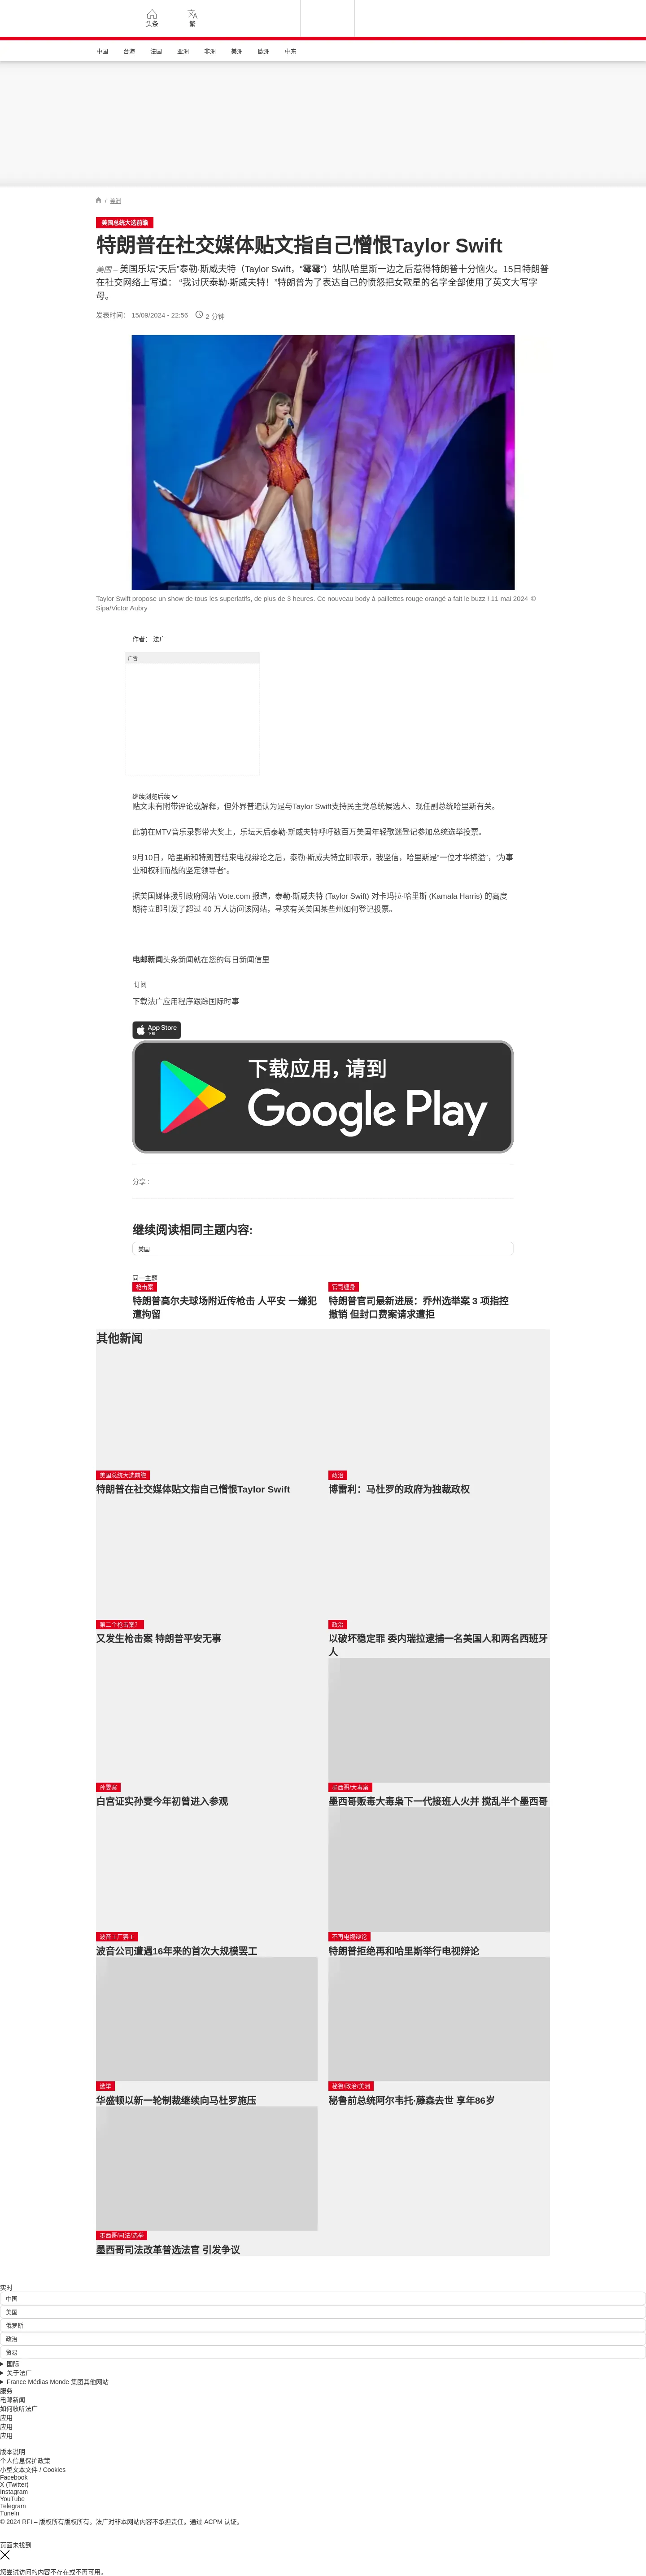 头条
繁
中国
台海
法国
亚洲
非洲
美洲
欧洲
中东
/ 美洲
美国总统大选前瞻
特朗普在社交媒体贴文指自己憎恨Taylor Swift
美国 – 美国乐坛“天后”泰勒·斯威夫特（Taylor Swift，“霉霉”）站队哈里斯一边之后惹得特朗普十分恼火。15日特朗普
在社交网络上写道： “我讨厌泰勒·斯威夫特！”特朗普为了表达自己的愤怒把女歌星的名字全部使用了英文大写字
母。
发表时间： 15/09/2024 - 22:56
2 分钟
Taylor Swift propose un show de tous les superlatifs, de plus de 3 heures. Ce nouveau body à paillettes rouge orangé a fait le buzz ! 11 mai 2024 ©
Sipa/Victor Aubry
作者： 法广
广告
继续浏览后续
贴文未有附带评论或解释，但外界普遍认为是与Taylor Swift支持民主党总统候选人、现任副总统哈里斯有关。
此前在MTV音乐录影带大奖上，乐坛天后泰勒·斯威夫特呼吁数百万美国年轻歌迷登记参加总统选举投票。
9月10日，哈里斯和特朗普结束电视辩论之后，泰勒·斯威夫特立即表示，我坚信，哈里斯是“一位才华横溢”，”为事
业和权利而战的坚定领导者“。
据美国媒体援引政府网站 Vote.com 报道，泰勒·斯威夫特 (Taylor Swift) 对卡玛拉·哈里斯 (Kamala Harris) 的高度
期待立即引发了超过 40 万人访问该网站，寻求有关美国某些州如何登记投票。
电邮新闻头条新闻就在您的每日新闻信里
订阅
下载法广应用程序跟踪国际时事
App Store
下载
下载应用，请到
Google Play
分享 :
继续阅读相同主题内容:
美国
同一主题
枪击案
特朗普高尔夫球场附近传枪击 人平安 一嫌犯
遭拘留
官司缠身
特朗普官司最新进展：乔州选举案 3 项指控
撤销 但封口费案请求遭拒
其他新闻
美国总统大选前瞻
特朗普在社交媒体贴文指自己憎恨Taylor Swift
政治
博雷利：马杜罗的政府为独裁政权
第二个枪击案？
又发生枪击案 特朗普平安无事
政治
以破坏稳定罪 委内瑞拉逮捕一名美国人和两名西班牙
人
孙雯案
白宫证实孙雯今年初曾进入参观
墨西哥/大毒枭
墨西哥贩毒大毒枭下一代接班人火并 搅乱半个墨西哥
波音工厂罢工
波音公司遭遇16年来的首次大规模罢工
不再电视辩论
特朗普拒绝再和哈里斯举行电视辩论
选举
华盛顿以新一轮制裁继续向马杜罗施压
秘鲁/政治/美洲
秘鲁前总统阿尔韦托·藤森去世 享年86岁
墨西哥/司法/选举
墨西哥司法改革普选法官 引发争议
实时
中国
美国
俄罗斯
政治
贸易
国际
关于法广
France Médias Monde 集团其他网站
服务
电邮新闻
如何收听法广
应用
应用
应用
版本说明
个人信息保护政策
小型文本文件 / Cookies
Facebook
X (Twitter)
Instagram
YouTube
Telegram
TuneIn
© 2024 RFI – 版权所有版权所有。法广对非本网站内容不承担责任。通过 ACPM 认证。
页面未找到
您尝试访问的内容不存在或不再可用。